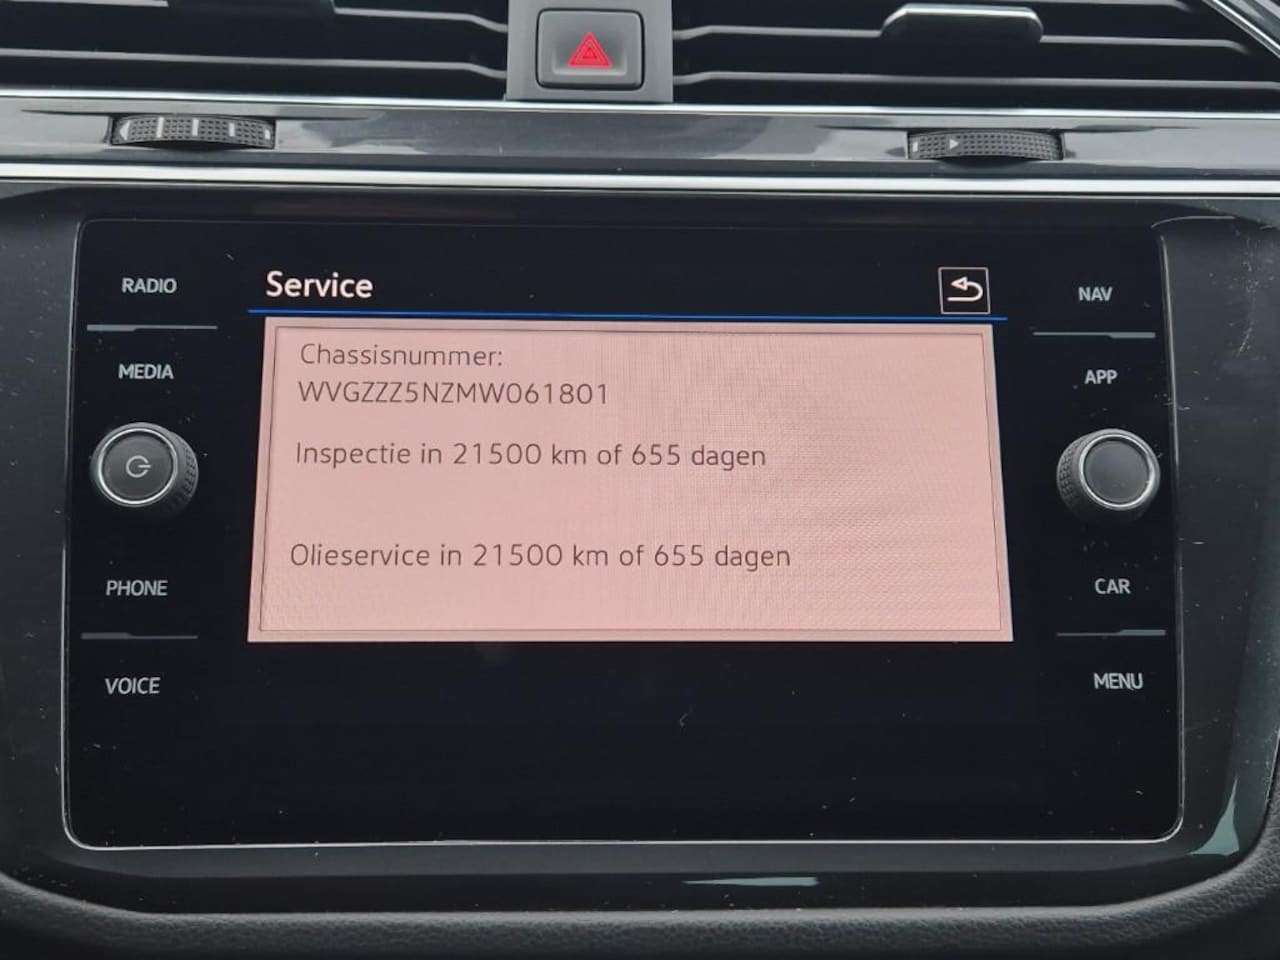 Service
RADIO
MEDIA
PHONE
VOICE
Chassisnummer:
WVGZZZ5NZMW061801
Inspectie in 21500 km of 655 dagen
Olieservice in 21500 km of 655 dagen
NAV
APP
CAR
MENU